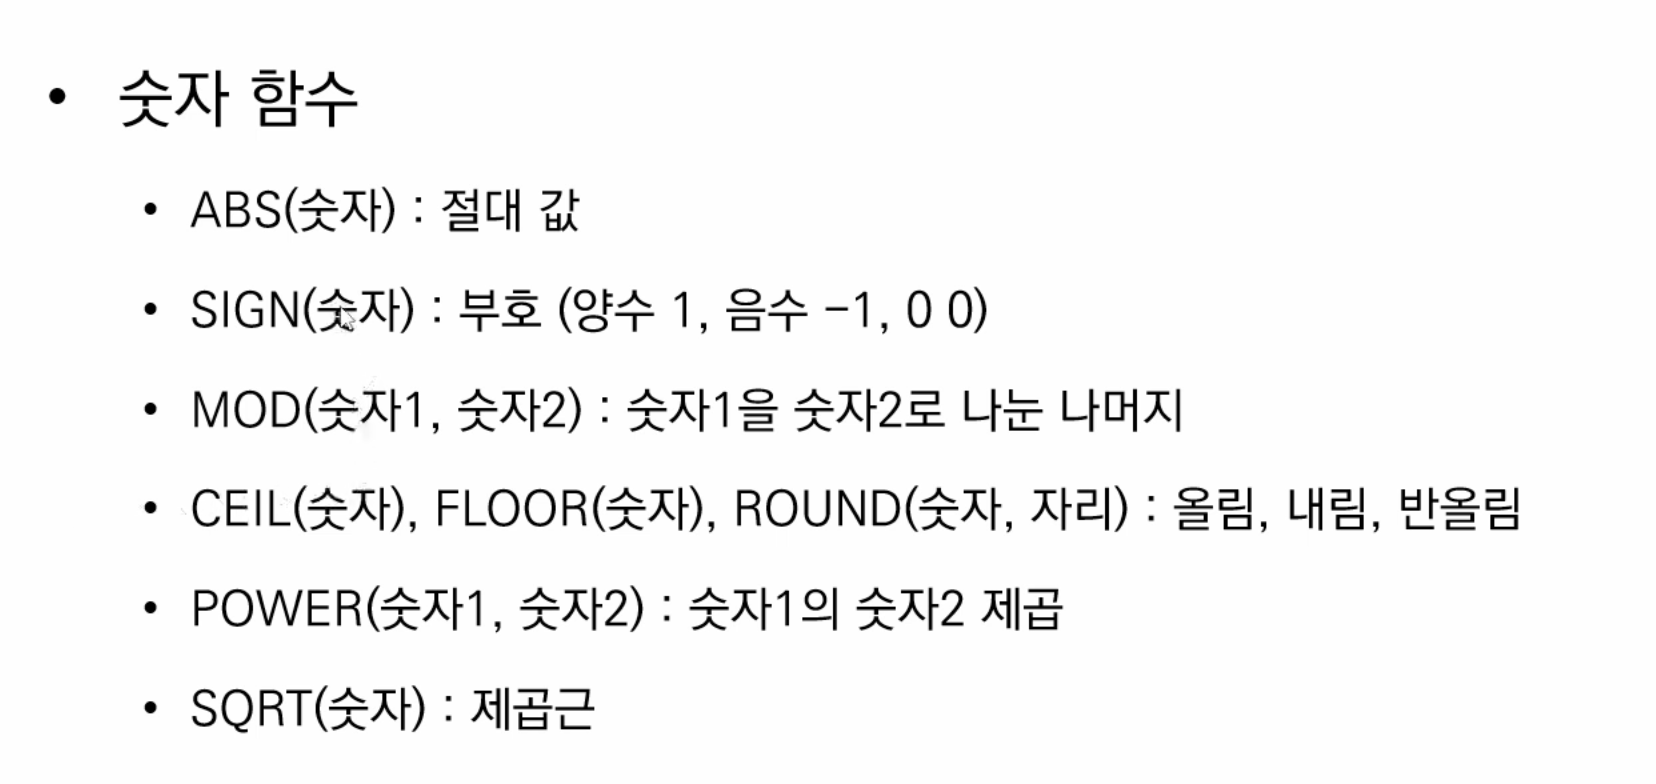 • 숫자 함수
• ABS(숫자) : 절대 값
• SIGN(숫자) : 부호 (양수 1, 음수 -1, 0 0)
• MOD(숫자1, 숫자2) : 숫자1을 숫자2로 나눈 나머지
• CEIL(숫자), FLOOR(숫자), ROUND(숫자, 자리) : 올림, 내림, 반올림
• POWER(숫자1, 숫자2) : 숫자1의 숫자2 제곱
• SQRT(숫자) : 제곱근